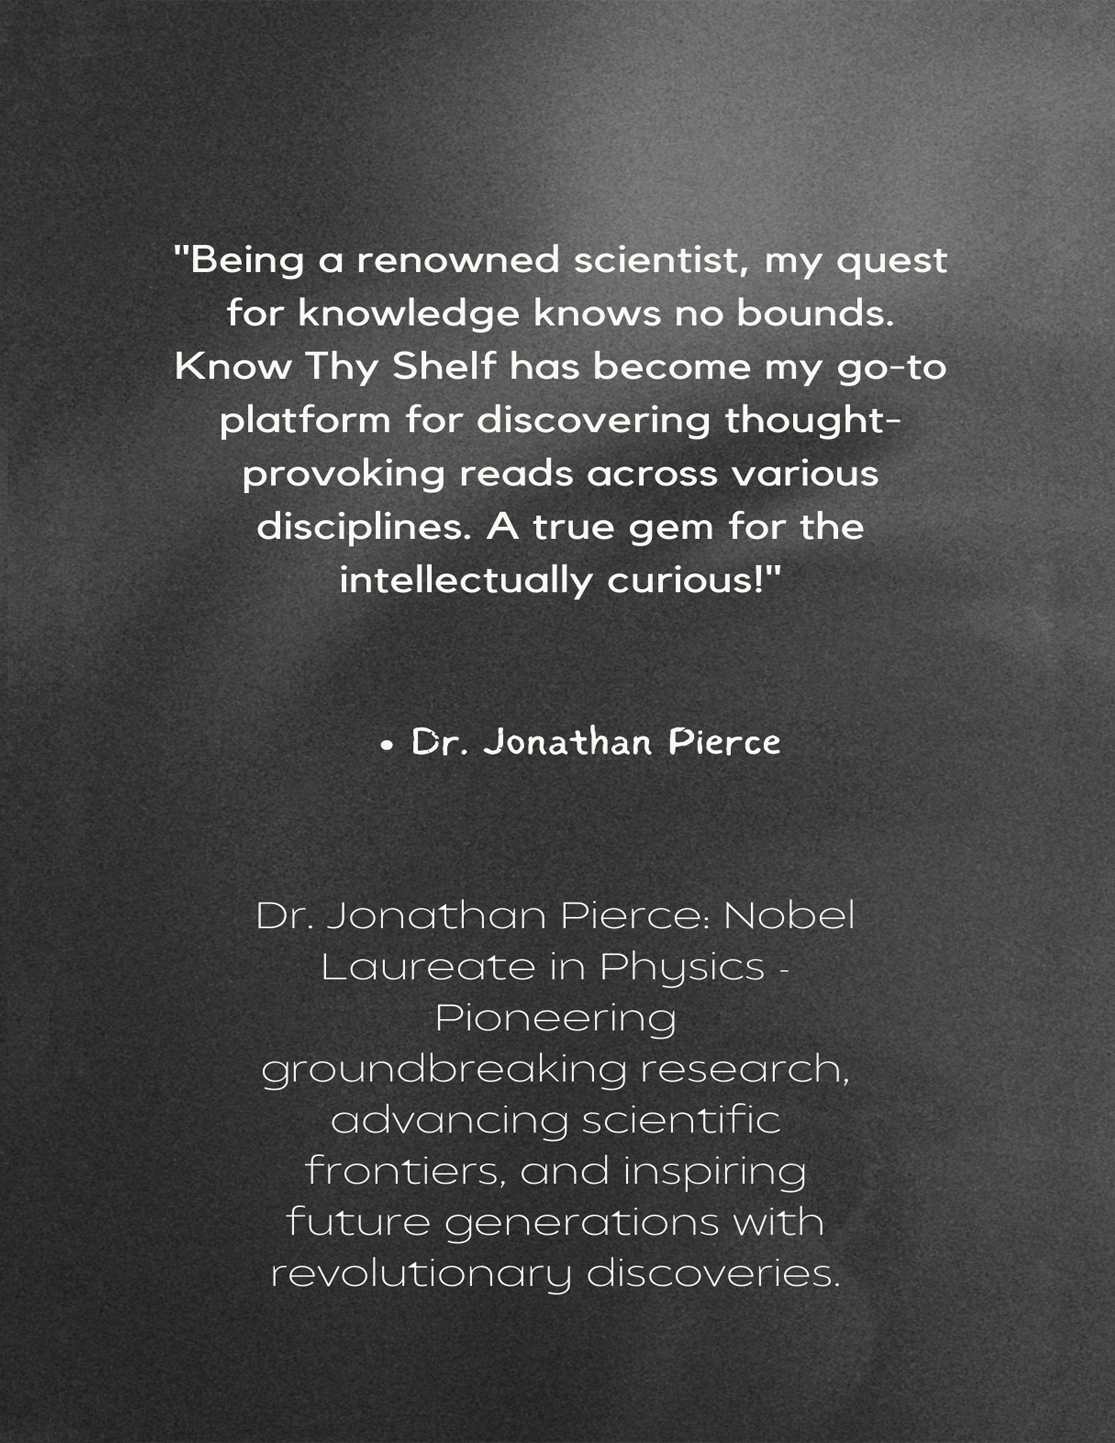 "Being a renowned scientist, my quest
for knowledge knows no bounds.
Know Thy Shelf has become my go-to
platform for discovering thought-
provoking reads across various
disciplines. A true gem for the
intellectually curious!"
• Dr. Jonathan Pierce
Dr. Jonathan Pierce: Nobel
Laureate in Physics -
Pioneering
groundbreaking research,
advancing scientific
frontiers, and inspiring
future generations with
revolutionary discoveries.